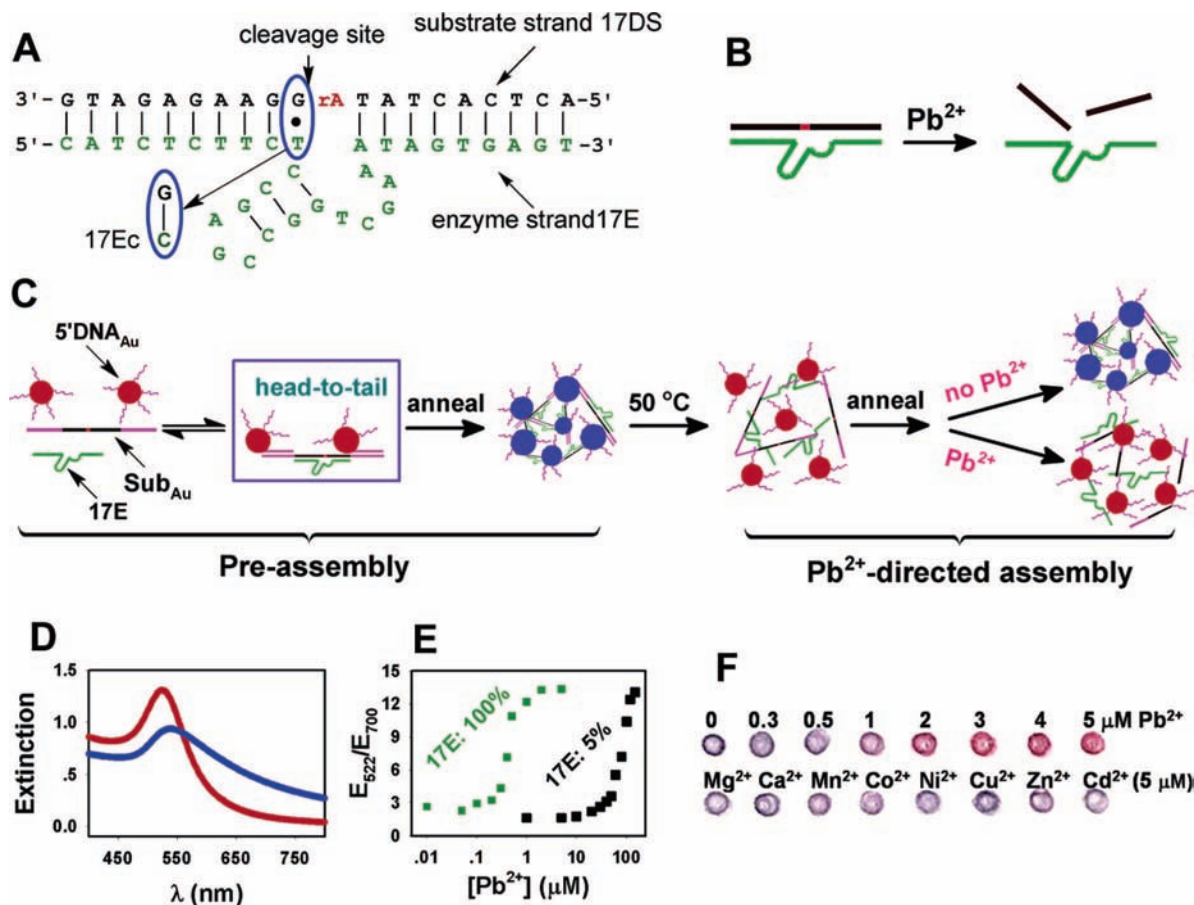 A
cleavage site
substrate strand 17DS
3'-G T A G A G A A G G rA T A T C A C T C A-5'
5'-C A T C T C T T C T A T A G T G A G T-3'
C A
G C C G A
A G G T C G
G C C
G
C
17Ec
enzyme strand17E
B
Pb²⁺
C
5'DNA_Au
head-to-tail
anneal
50 °C
anneal
no Pb²⁺
Pb²⁺
Sub_Au
17E
Pre-assembly
Pb²⁺-directed assembly
D
1.5
1.0
.5
0.0
Extinction
450 550 650 750
λ (nm)
E
15
12
9
6
3
0
E₅₂₂/E₇₀₀
17E: 100%
17E: 5%
.01 .1 1 10 100
[Pb²⁺] (μM)
F
0 0.3 0.5 1 2 3 4 5 μM Pb²⁺
Mg²⁺ Ca²⁺ Mn²⁺ Co²⁺ Ni²⁺ Cu²⁺ Zn²⁺ Cd²⁺ (5 μM)